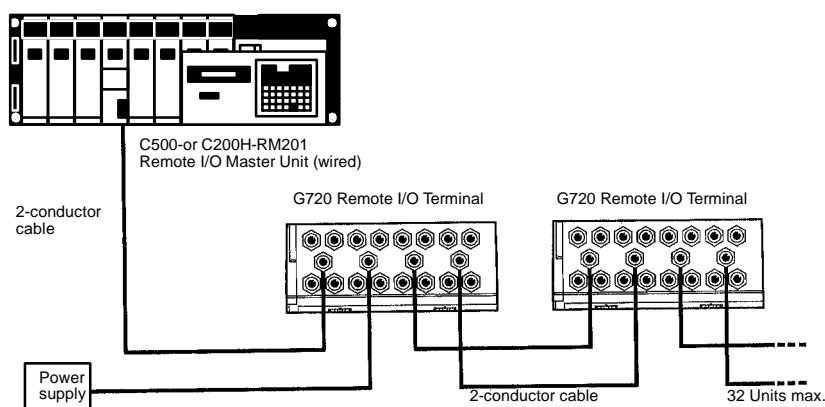 C500-or C200H-RM201
Remote I/O Master Unit (wired)
2-conductor
cable
G720 Remote I/O Terminal
G720 Remote I/O Terminal
Power
supply
2-conductor cable
32 Units max.